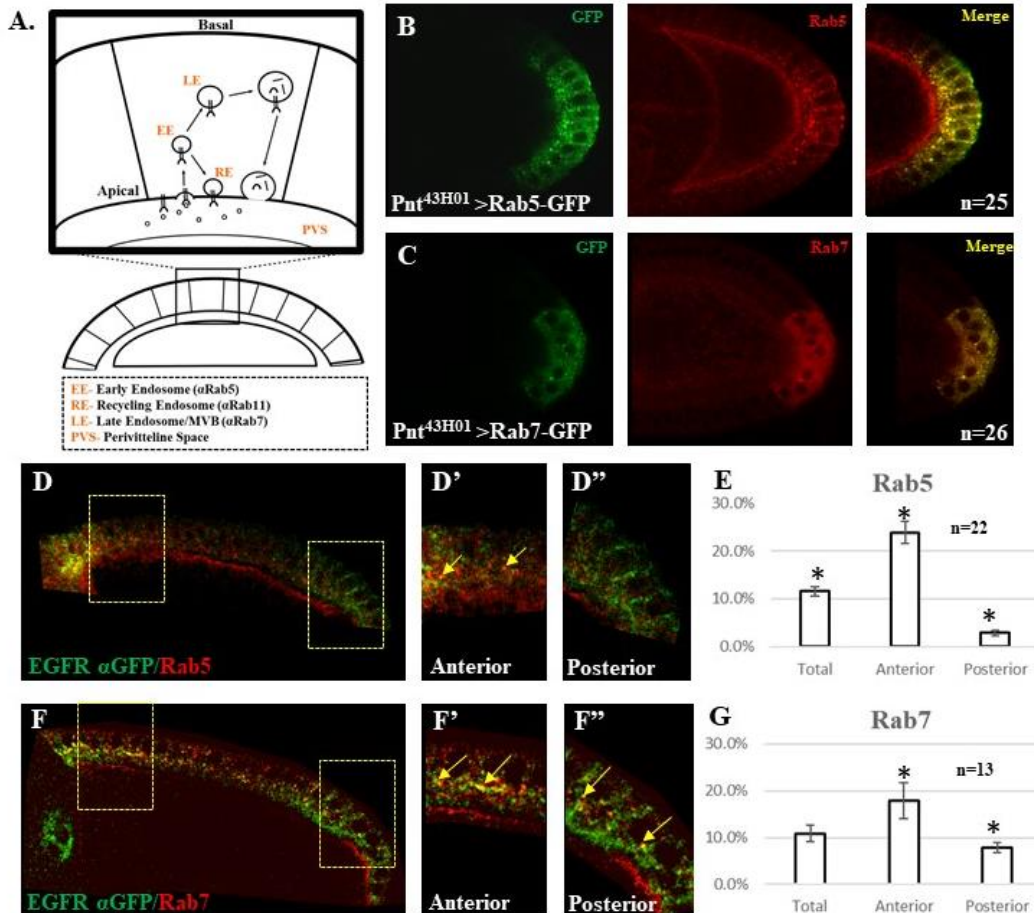 A.
Basal
LE
EE
RE
Apical
PVS
EE- Early Endosome (αRab5)
RE- Recycling Endosome (αRab11)
LE- Late Endosome/MVB (αRab7)
PVS- Perivitteline Space
B
GFP
Pnt43H01 >Rab5-GFP
Rab5
Merge
n=25
C
GFP
Pnt43H01 >Rab7-GFP
Rab7
Merge
n=26
D
EGFR αGFP/Rab5
D’
Anterior
D”
Posterior
E
Rab5
30.0%
20.0%
10.0%
0.0%
*
*
*
n=22
Total Anterior Posterior
F
EGFR αGFP/Rab7
F’
Anterior
F”
Posterior
G
Rab7
30.0%
20.0%
10.0%
0.0%
*
*
n=13
Total Anterior Posterior